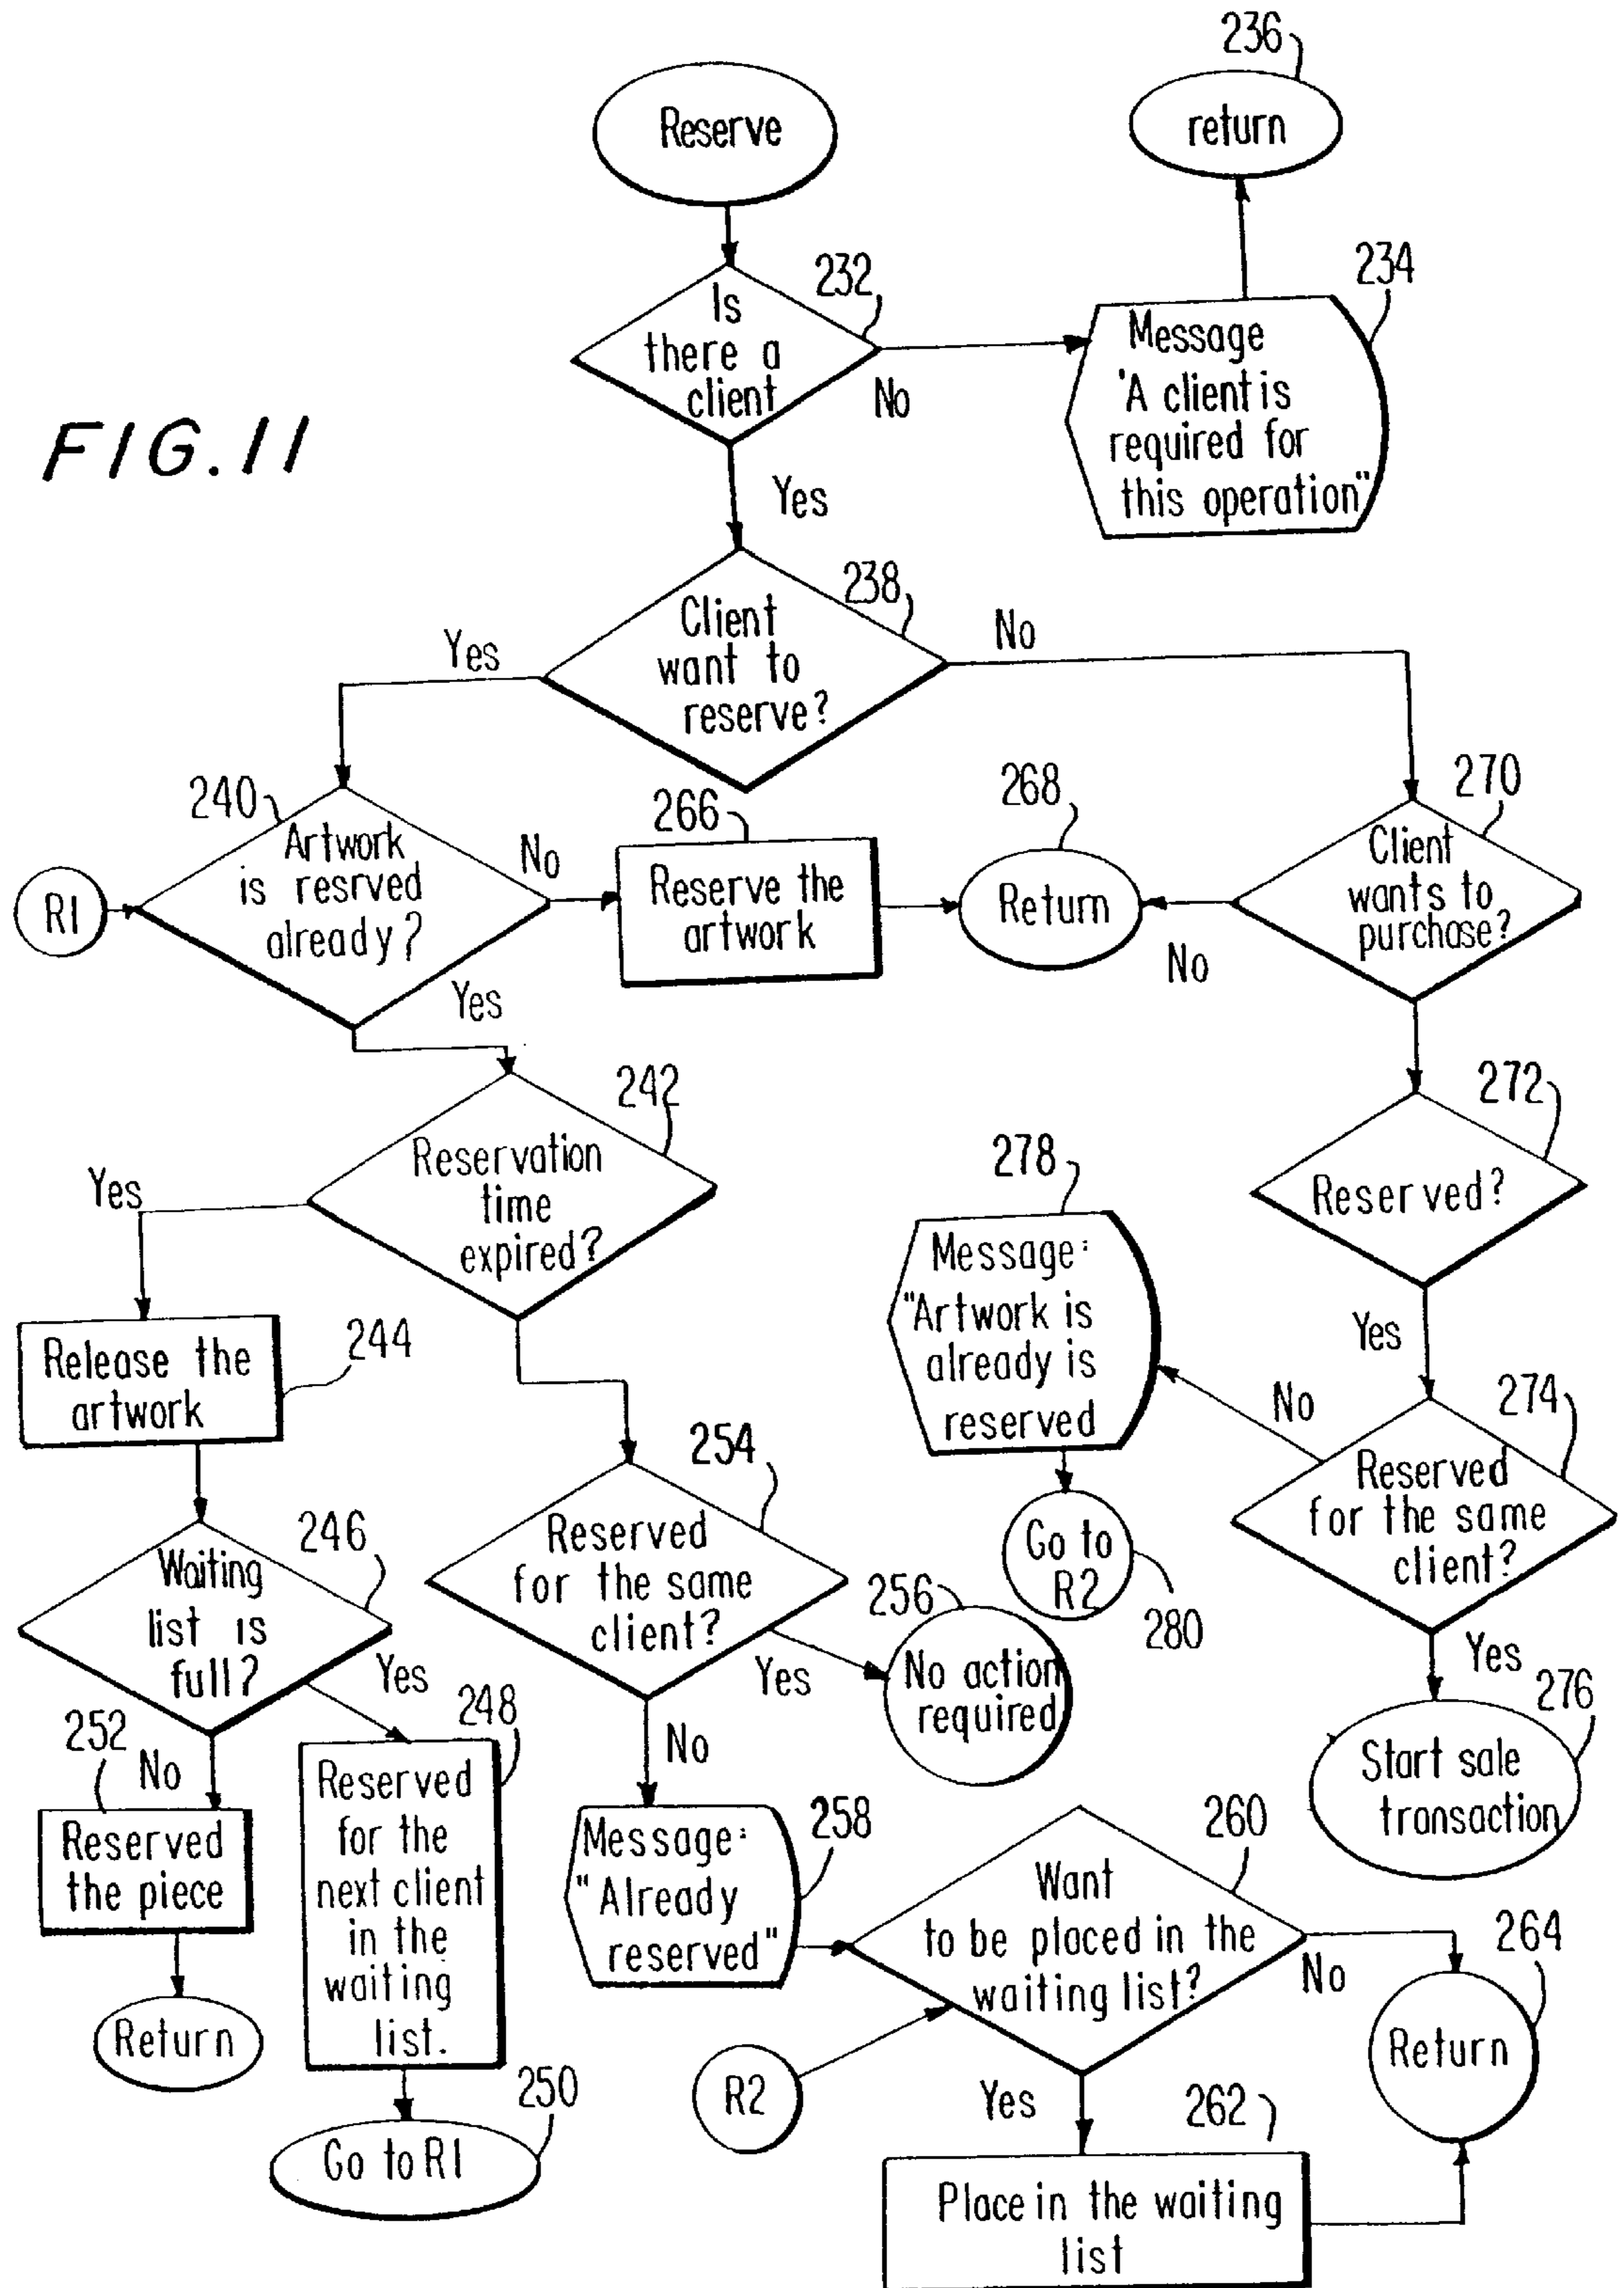 236
Reserve
return
232
234
Is
there a
client
No
Message
'A client is
required for
this operation"
FIG.11
Yes
238
Client
want to
reserve?
Yes
No
240
Artwork
is resrved
already?
R1
No
Yes
266
Reserve the
artwork
268
Return
270
Client
wants to
purchase?
No
242
Reservation
time
expired?
Yes
272
Reserved?
Yes
278
Message:
"Artwork is
already is
reserved
No
274
Reserved
for the same
client?
Yes
Release the
artwork
244
254
Reserved
for the same
client?
Yes
No
256
No action
required
Go to
R2
280
276
Start sale
transaction
246
Waiting
list is
full?
Yes
252
No
Reserved
the piece
Return
248
Reserved
for the
next client
in the
waiting
list.
250
Go to R1
258
Message:
"Already
reserved"
260
Want
to be placed in the
waiting list?
No
264
Return
R2
Yes
262
Place in the waiting
list